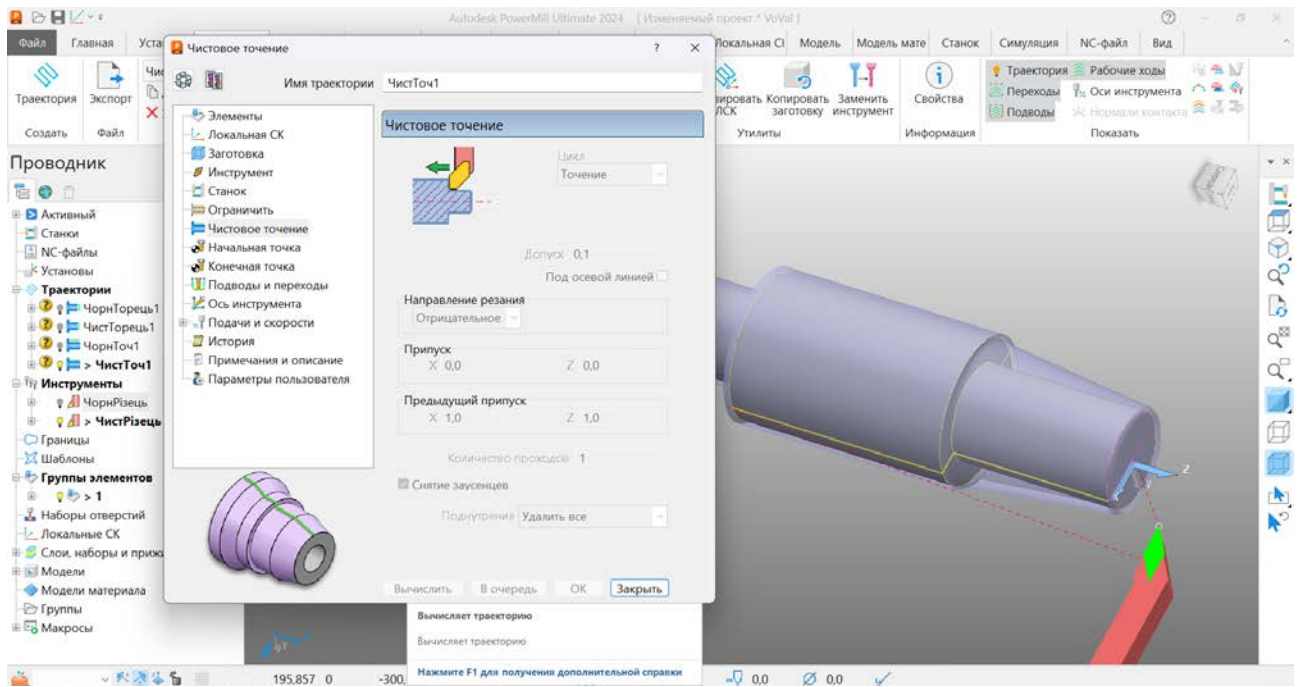 Autodesk PowerMill Ultimate 2024 [ Изменяемый проект * VoVal ]
Файл Главная Уста
Локальная СІ Модель Модель мате Станок Симуляция NC-файл Вид
Траектория Экспорт Чис
Создать Файл
ЛСК
Копировать заготовку
Заменить инструмент
Свойства
Утилиты Информация
Траектория Рабочие ходы
Переходы Оси инструмента
Подводы Нормали контакта
Показать
Проводник
Активный
Станки
NC-файлы
Установы
Траектории
ЧорнТорець1
ЧистТорець1
ЧорнТоч1
> ЧистТоч1
Инструменты
ЧорнРізець
> ЧистРізець
Границы
Шаблоны
Группы элементов
> 1
Наборы отверстий
Локальные СК
Слои, наборы и прижи
Модели
Модели материала
Группы
Макросы
Чистовое точение ? ×
Имя траектории ЧистТоч1
Элементы
Локальная СК
Заготовка
Инструмент
Станок
Ограничить
Чистовое точение
Начальная точка
Конечная точка
Подводы и переходы
Ось инструмента
Подачи и скорости
История
Примечания и описание
Параметры пользователя
Чистовое точение
Цикл
Точение
Допуск 0,1
Под осевой линией
Направление резания
Отрицательное
Припуск
X 0,0 Z 0,0
Предыдущий припуск
X 1,0 Z 1,0
Количество проходов 1
Снятие заусенцев
Поднутрения Удалить все
Вычислить В очередь OK Закрыть
Вычисляет траекторию
Вычисляет траекторию
Нажмите F1 для получения дополнительной справки
Z
195,857 0 -300, 0,0 0,0